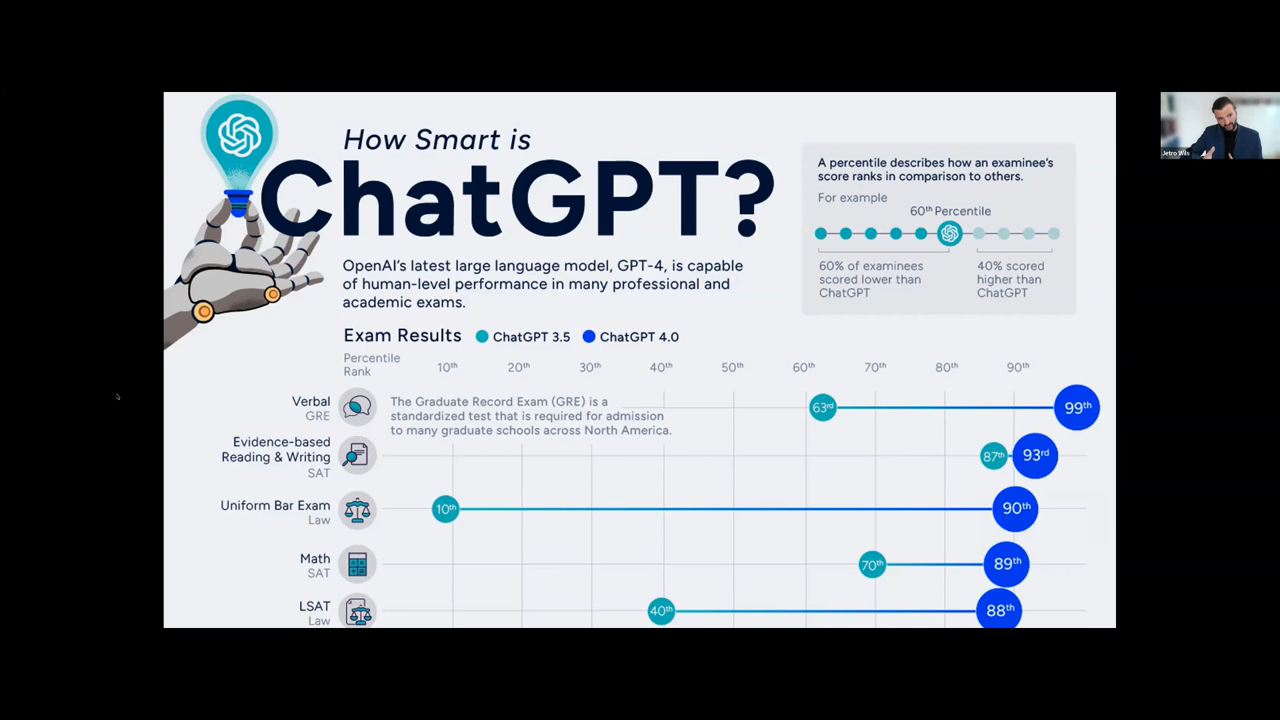 How Smart is
ChatGPT?
OpenAI's latest large language model, GPT-4, is capable
of human-level performance in many professional and
academic exams.
A percentile describes how an examinee's
score ranks in comparison to others.
For example
60th Percentile
60% of examinees
scored lower than
ChatGPT
40% scored
higher than
ChatGPT
Jetro Wils
Exam Results ChatGPT 3.5 ChatGPT 4.0
Percentile
Rank
10th 20th 30th 40th 50th 60th 70th 80th 90th
Verbal
GRE
The Graduate Record Exam (GRE) is a
standardized test that is required for admission
to many graduate schools across North America.
63rd 99th
Evidence-based
Reading & Writing
SAT
87th 93rd
Uniform Bar Exam
Law
10th 90th
Math
SAT
70th 89th
LSAT
Law
40th 88th